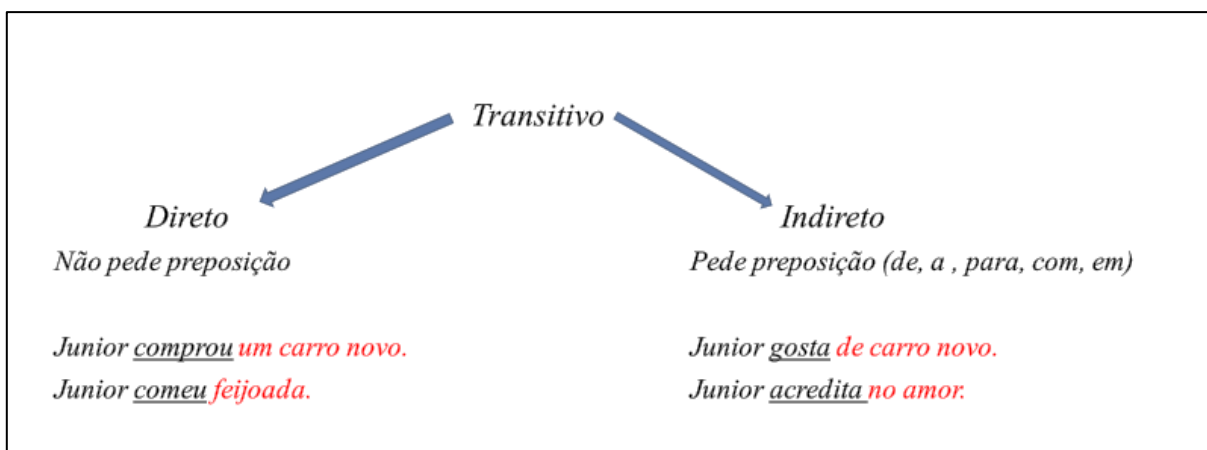 Transitivo
Direto
Não pede preposição
Junior comprou um carro novo.
Junior comeu feijoada.
Indireto
Pede preposição (de, a , para, com, em)
Junior gosta de carro novo.
Junior acredita no amor.